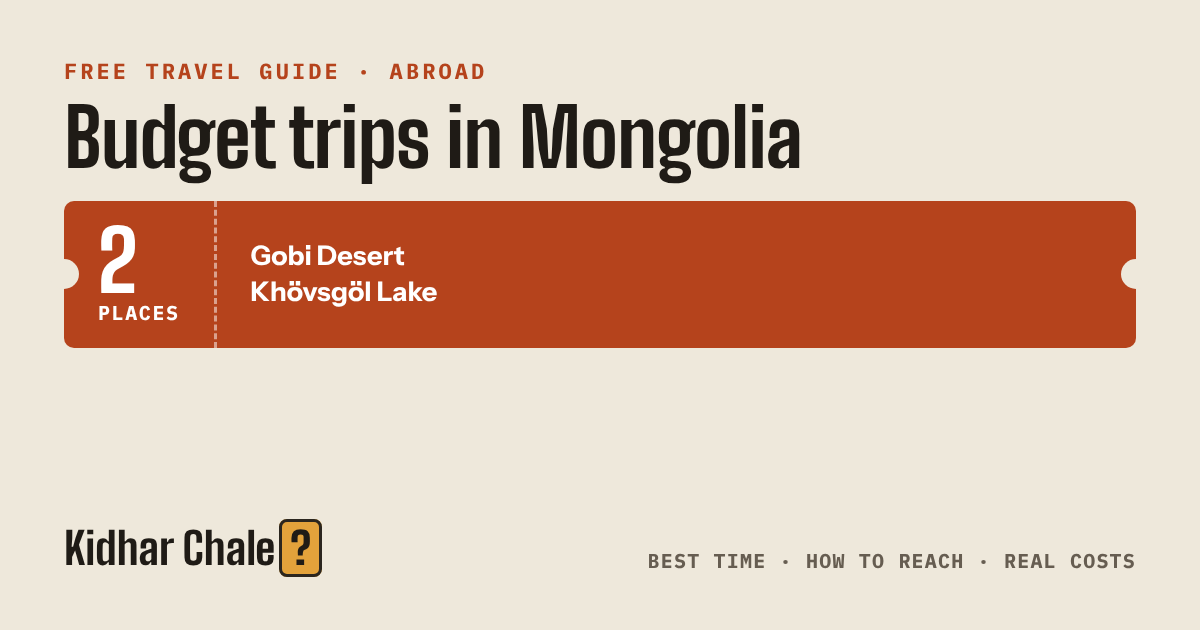 FREE TRAVEL GUIDE · ABROAD
Budget trips in Mongolia
2
PLACES
Gobi Desert
Khövsgöl Lake
Kidhar Chale ?
BEST TIME · HOW TO REACH · REAL COSTS